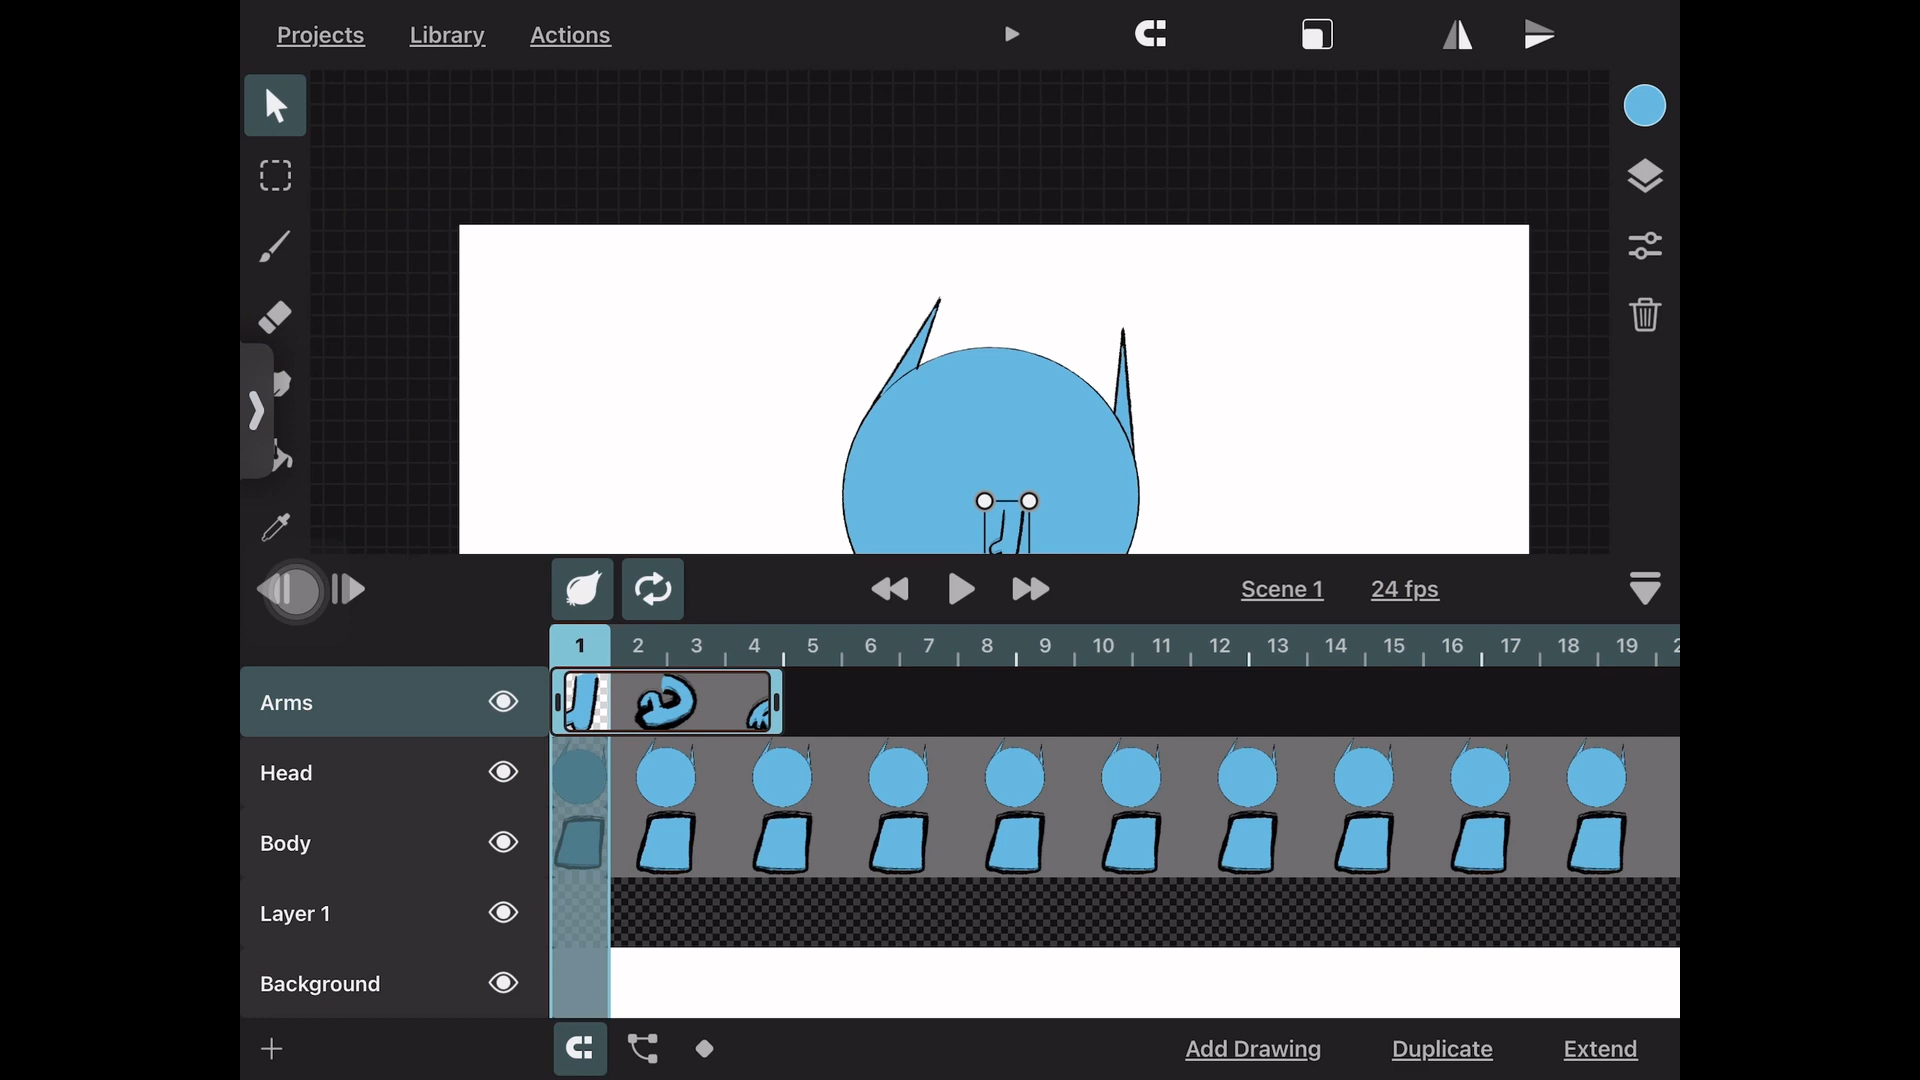 Projects Library Actions
Scene 1 24 fps
1 2 3 4 5 6 7 8 9 10 11 12 13 14 15 16 17 18 19
Arms
Head
Body
Layer 1
Background
Add Drawing Duplicate Extend